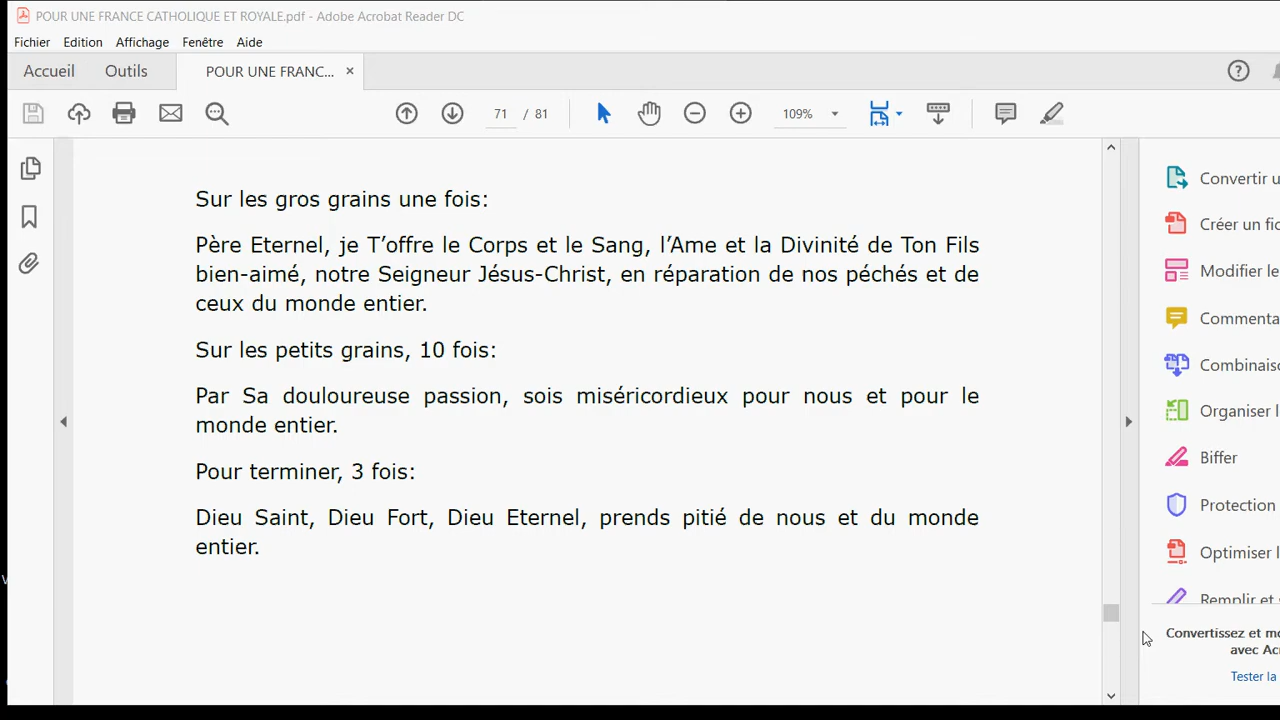 POUR UNE FRANCE CATHOLIQUE ET ROYALE.pdf - Adobe Acrobat Reader DC
Fichier Edition Affichage Fenêtre Aide
Accueil Outils POUR UNE FRANC... ×
71 / 81 109%
Sur les gros grains une fois:
Père Eternel, je T’offre le Corps et le Sang, l’Ame et la Divinité de Ton Fils
bien-aimé, notre Seigneur Jésus-Christ, en réparation de nos péchés et de
ceux du monde entier.
Sur les petits grains, 10 fois:
Par Sa douloureuse passion, sois miséricordieux pour nous et pour le
monde entier.
Pour terminer, 3 fois:
Dieu Saint, Dieu Fort, Dieu Eternel, prends pitié de nous et du monde
entier.
Convertir u
Créer un fic
Modifier le
Commenta
Combinaiso
Organiser l
Biffer
Protection
Optimiser l
Remplir et s
Convertissez et mo
avec Acr
Tester la